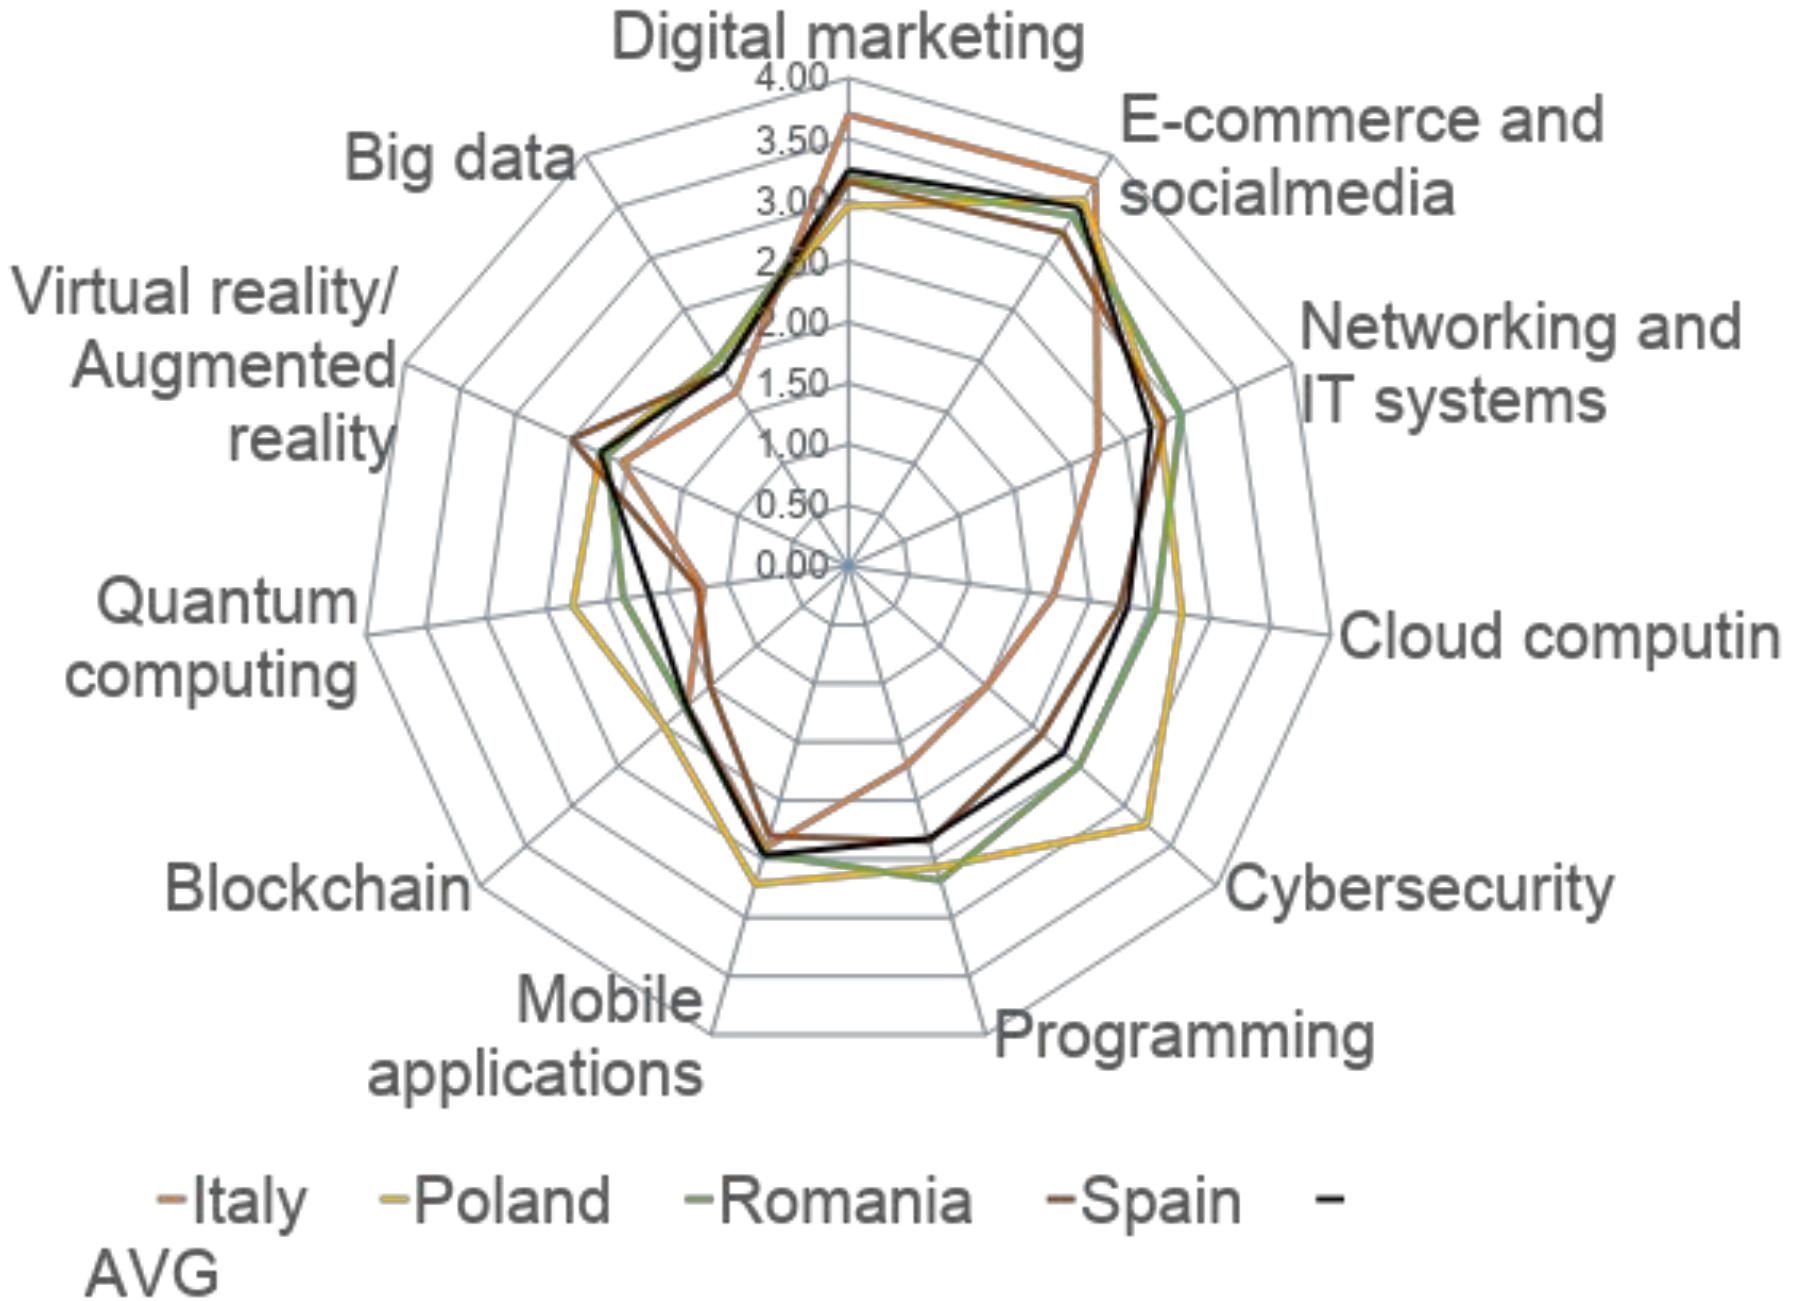 Digital marketing
4.00
E-commerce and
socialmedia
3.50
Big data
3.00
2.50
Virtual reality/
Augmented
reality
Networking and
IT systems
2.00
1.50
1.00
0.50
0.00
Quantum
computing
Cloud computin
Blockchain
Cybersecurity
Mobile
applications
Programming
Italy Poland Romania Spain
AVG